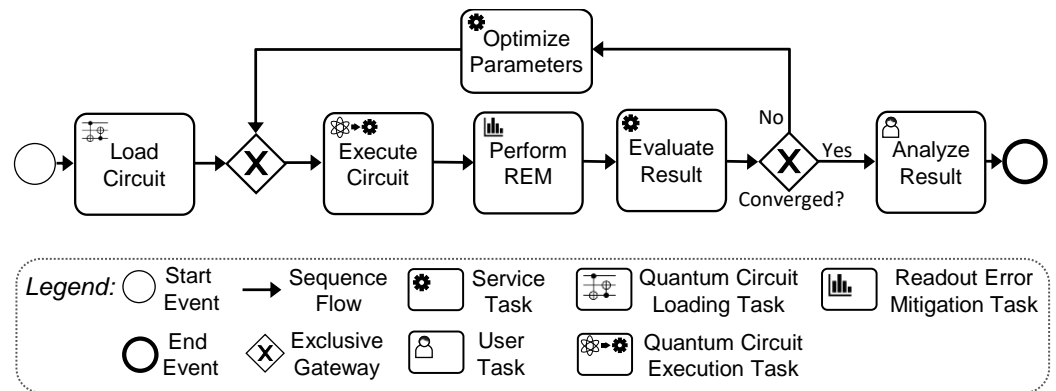 Optimize
Parameters
No
Load
Circuit
X
Execute
Circuit
Perform
REM
Evaluate
Result
X
Yes
Converged?
Analyze
Result
Legend:
Start
Event
Sequence
Flow
Service
Task
Quantum Circuit
Loading Task
Readout Error
Mitigation Task
End
Event
X
Exclusive
Gateway
User
Task
Quantum Circuit
Execution Task